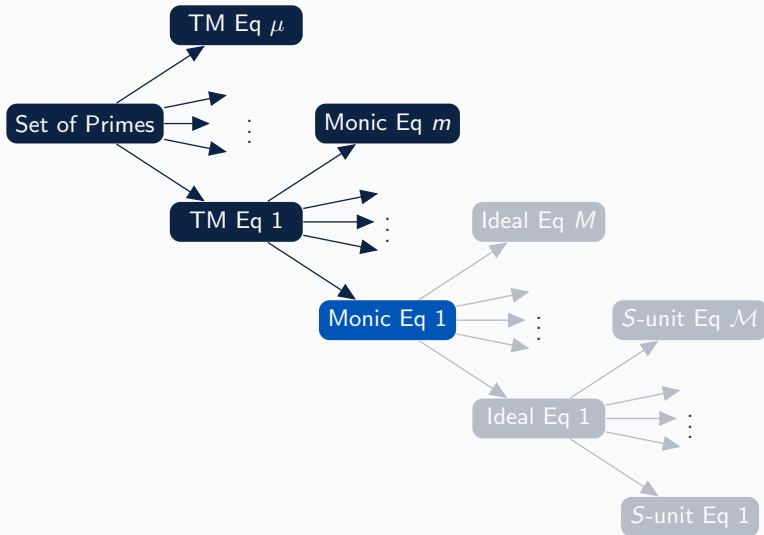 TM Eq μ
Set of Primes
⋮
Monic Eq m
TM Eq 1
⋮
Ideal Eq M
Monic Eq 1
⋮
S-unit Eq ℳ
Ideal Eq 1
⋮
S-unit Eq 1